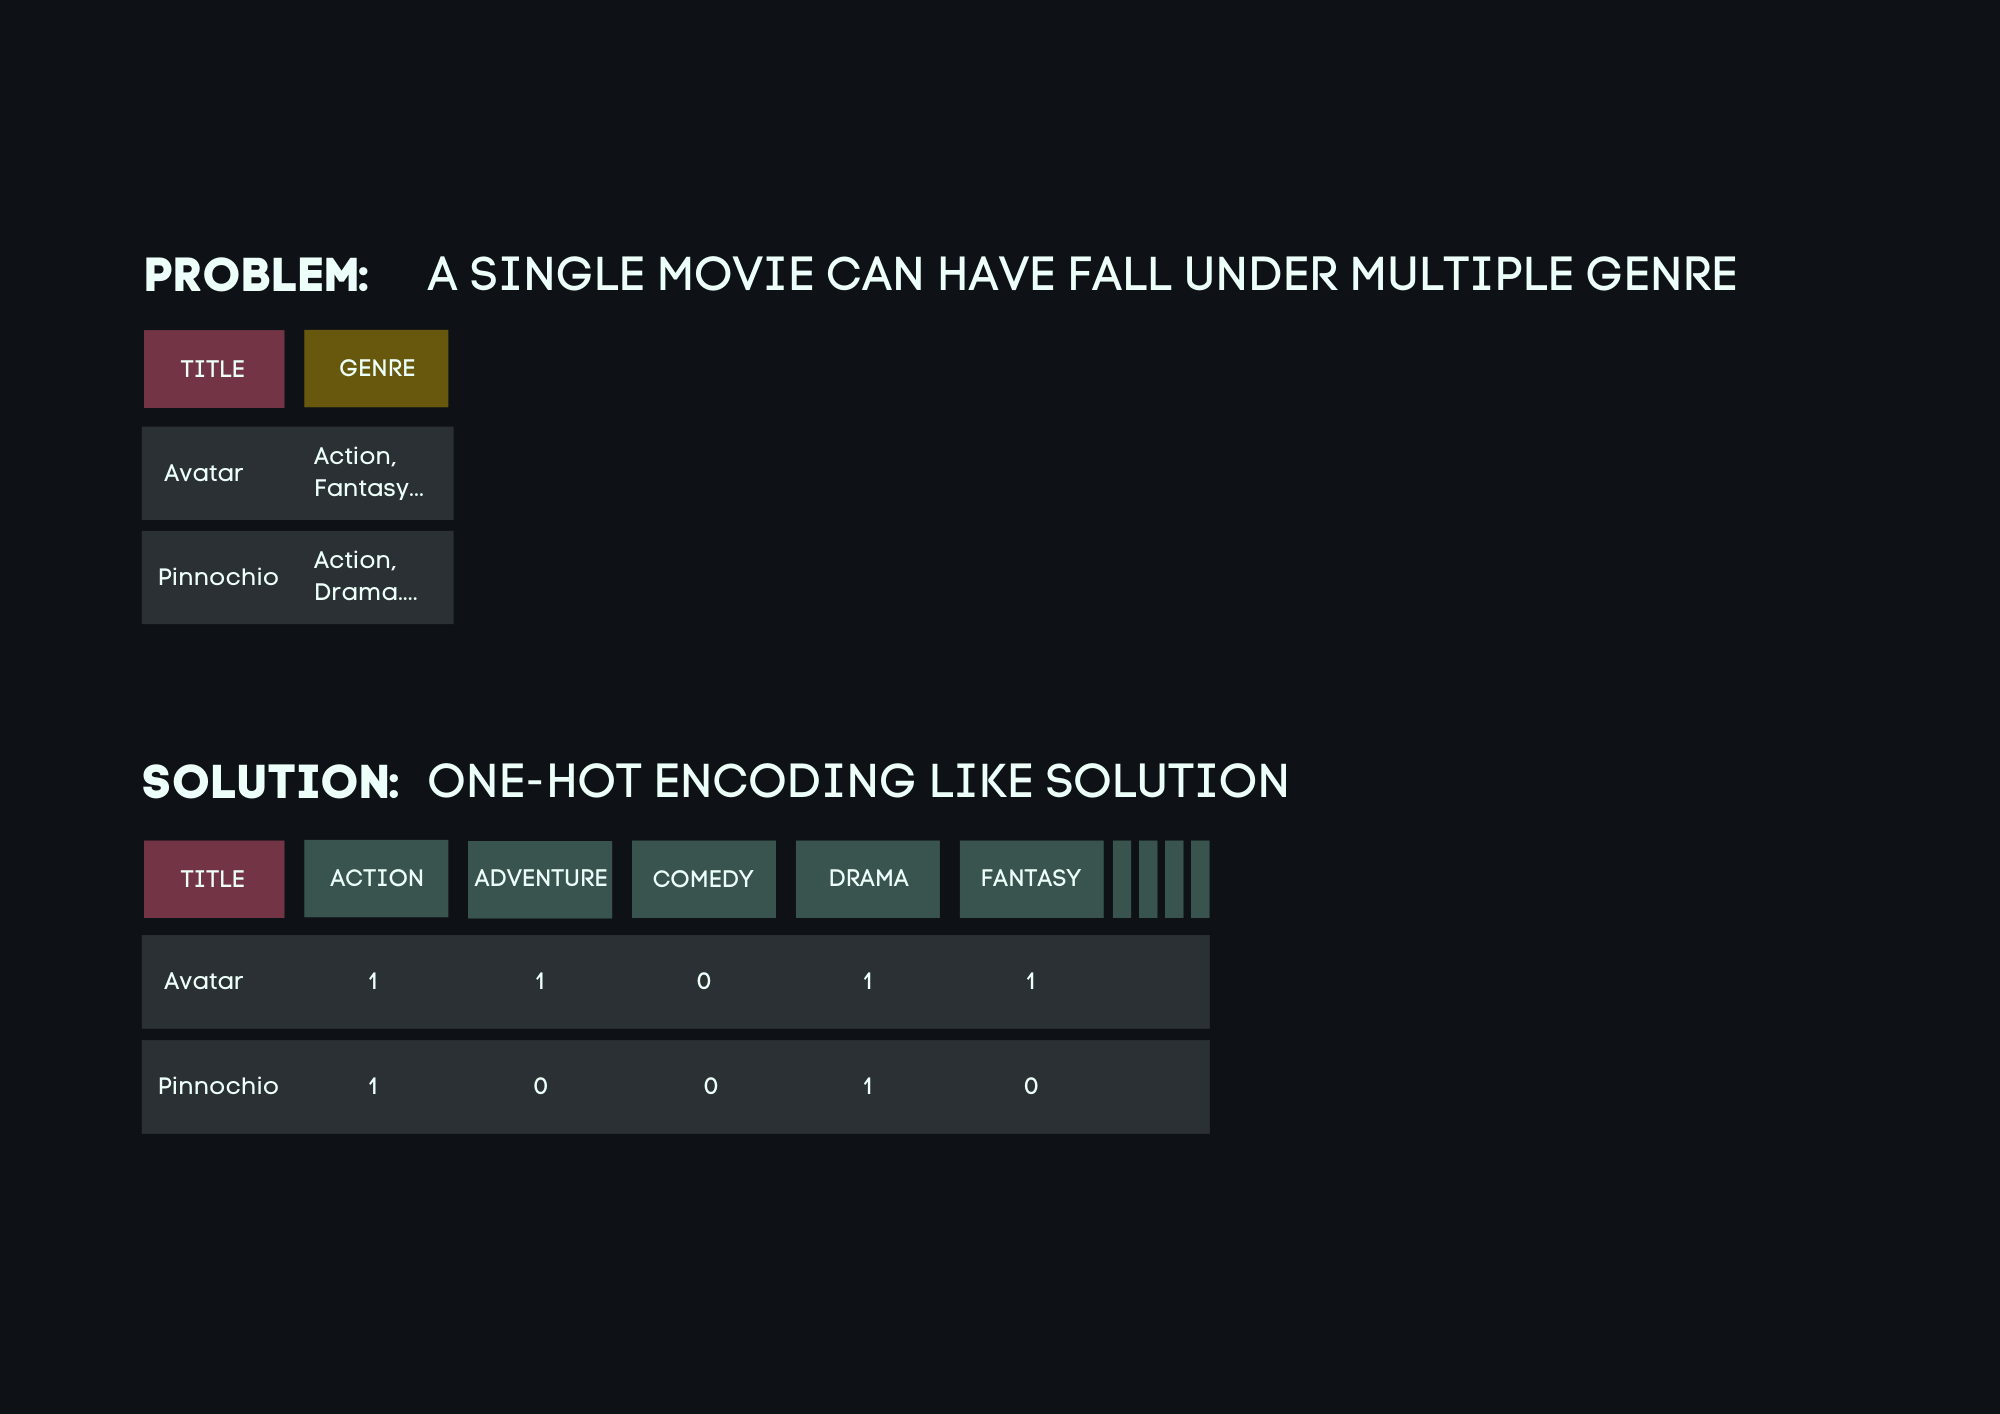 PROBLEM: A SINGLE MOVIE CAN HAVE FALL UNDER MULTIPLE GENRE
TITLE GENRE
Avatar Action,
Fantasy...
Pinnochio Action,
Drama....
SOLUTION: ONE-HOT ENCODING LIKE SOLUTION
TITLE ACTION ADVENTURE COMEDY DRAMA FANTASY
Avatar 1 1 0 1 1
Pinnochio 1 0 0 1 0